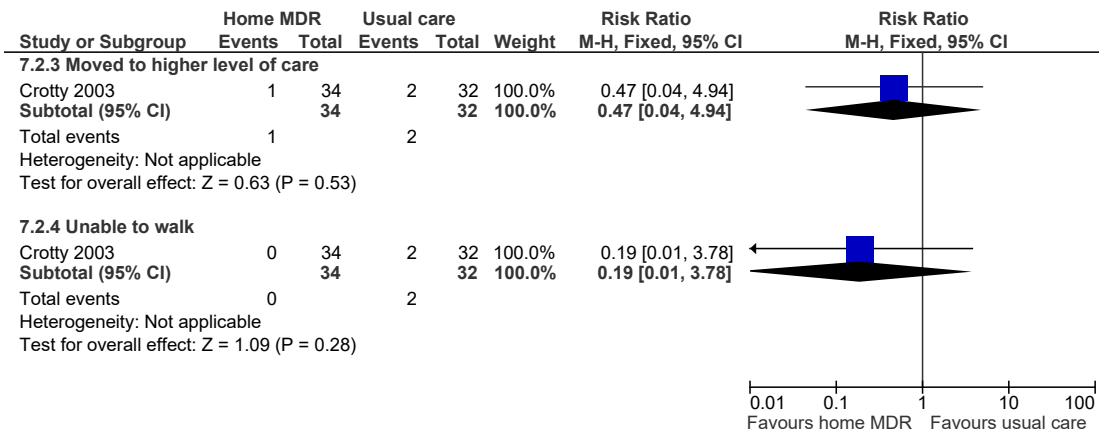 Home MDR Usual care Risk Ratio Risk Ratio
Study or Subgroup Events Total Events Total Weight M-H, Fixed, 95% CI M-H, Fixed, 95% CI
7.2.3 Moved to higher level of care
Crotty 2003 1 34 2 32 100.0% 0.47 [0.04, 4.94]
Subtotal (95% CI) 34 32 100.0% 0.47 [0.04, 4.94]
Total events 1 2
Heterogeneity: Not applicable
Test for overall effect: Z = 0.63 (P = 0.53)
7.2.4 Unable to walk
Crotty 2003 0 34 2 32 100.0% 0.19 [0.01, 3.78]
Subtotal (95% CI) 34 32 100.0% 0.19 [0.01, 3.78]
Total events 0 2
Heterogeneity: Not applicable
Test for overall effect: Z = 1.09 (P = 0.28)
0.01 0.1 1 10 100
Favours home MDR Favours usual care